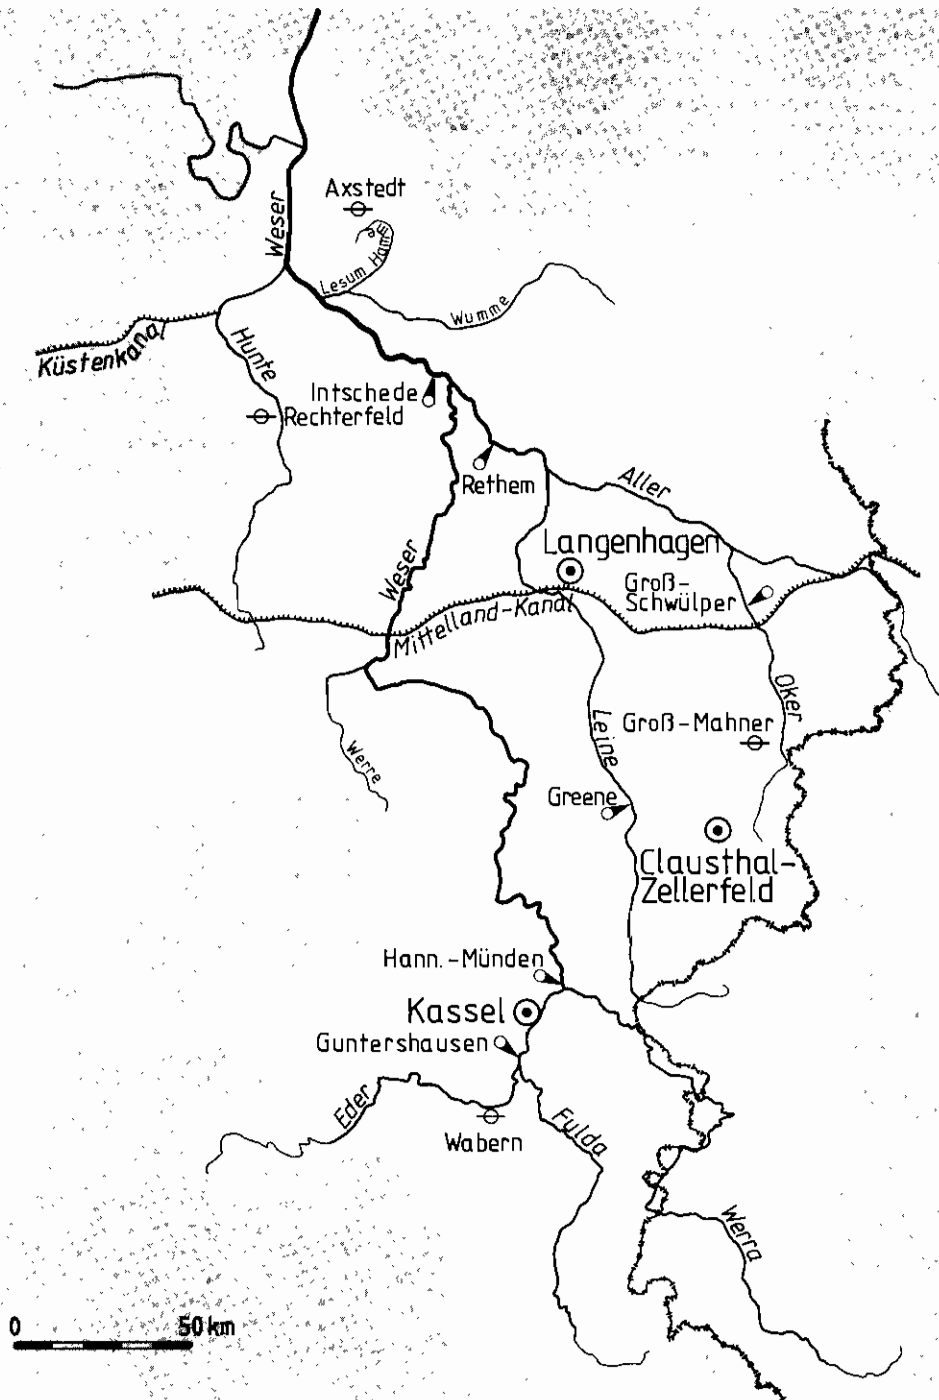 Axstedt
Weser
Lesum Hamme
Wumme
Küstenkanal
Hunte
Intschede
Rechterfeld
Rethem
Aller
Langenhagen
Weser
Groß-
Schwülper
Mittelland-Kanal
Oker
Leine
Groß-Mahner
Werre
Greene
Clausthal-
Zellerfeld
Hann.-Münden
Kassel
Guntershausen
Eder
Fulda
Wabern
Werra
0 50 km